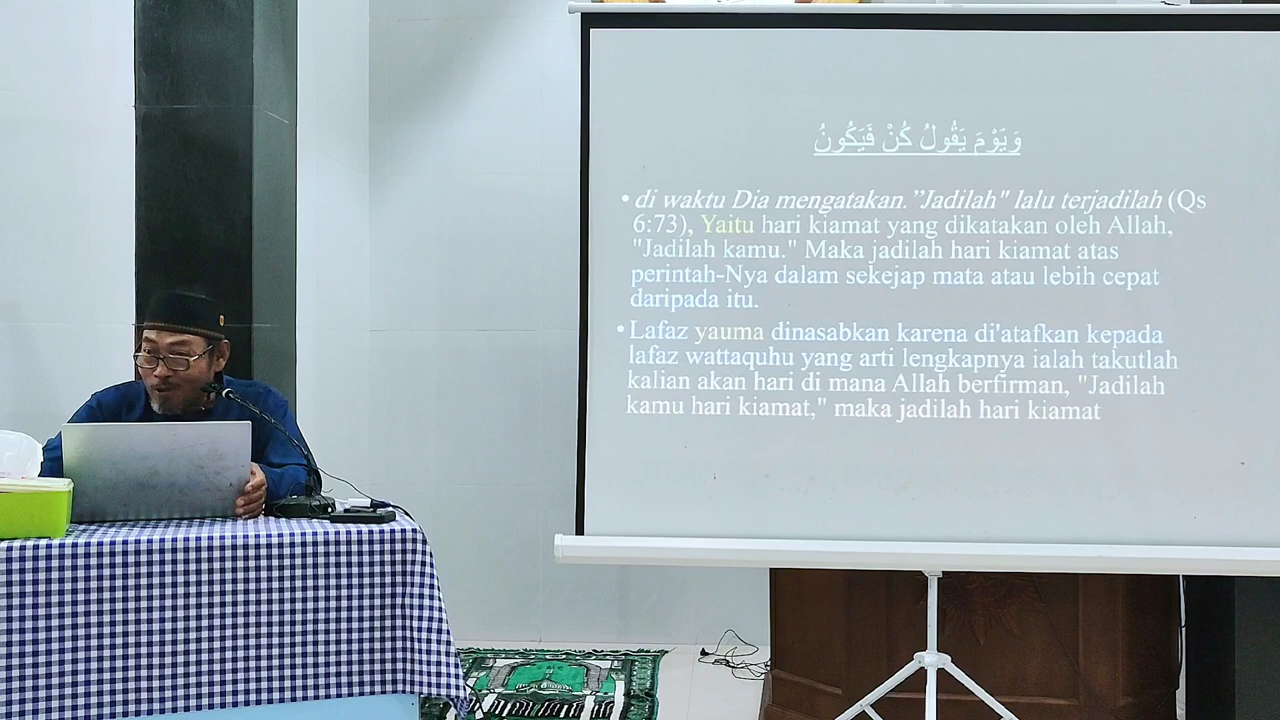 وَيَوْمَ يَقُولُ كُنْ فَيَكُونُ
• di waktu Dia mengatakan.”Jadilah" lalu terjadilah (Qs
6:73), Yaitu hari kiamat yang dikatakan oleh Allah,
"Jadilah kamu." Maka jadilah hari kiamat atas
perintah-Nya dalam sekejap mata atau lebih cepat
daripada itu.
• Lafaz yauma dinasabkan karena di'atafkan kepada
lafaz wattaquhu yang arti lengkapnya ialah takutlah
kalian akan hari di mana Allah berfirman, "Jadilah
kamu hari kiamat," maka jadilah hari kiamat